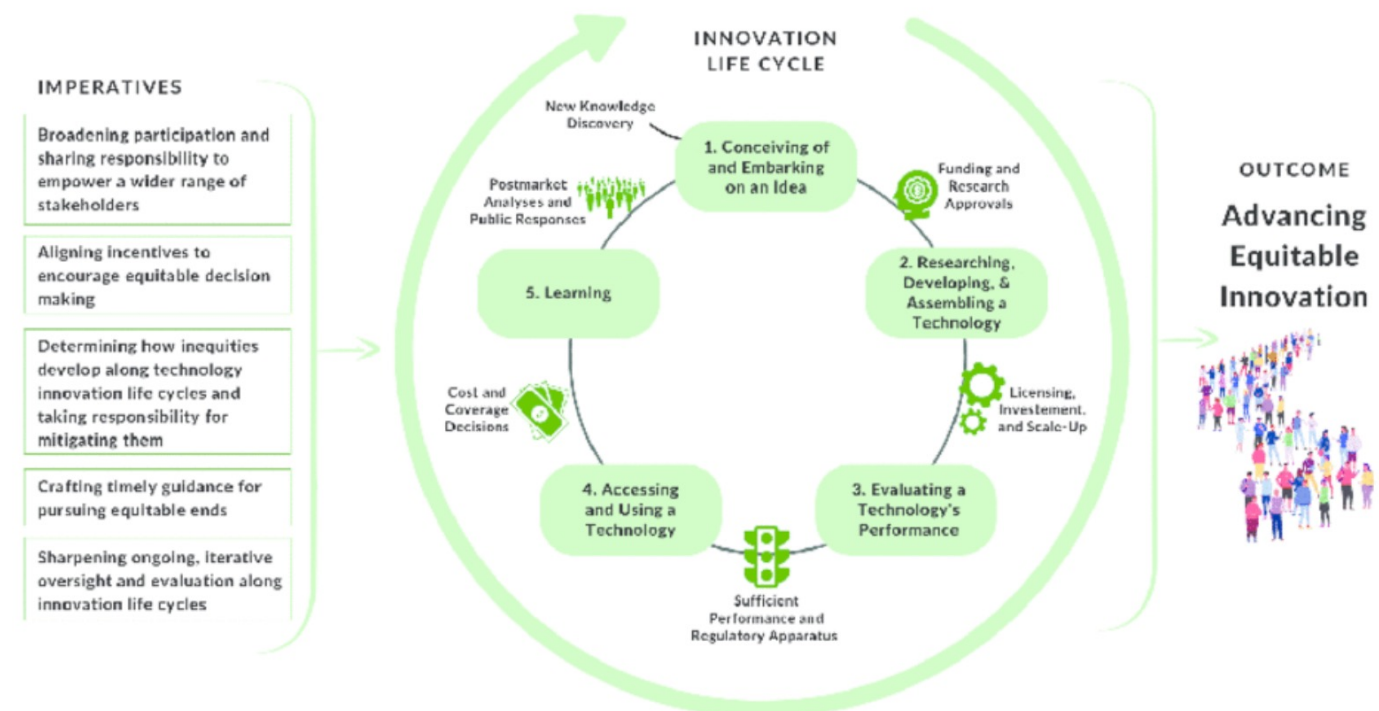 IMPERATIVES
Broadening participation and
sharing responsibility to
empower a wider range of
stakeholders
Aligning incentives to
encourage equitable decision
making
Determining how inequities
develop along technology
innovation life cycles and
taking responsibility for
mitigating them
Crafting timely guidance for
pursuing equitable ends
Sharpening ongoing, iterative
oversight and evaluation along
innovation life cycles
INNOVATION
LIFE CYCLE
New Knowledge
Discovery
1. Conceiving of
and Embarking
on an Idea
Funding and
Research
Approvals
2. Researching,
Developing, &
Assembling a
Technology
Licensing,
Investement,
and Scale-Up
3. Evaluating a
Technology's
Performance
Sufficient
Performance and
Regulatory Apparatus
4. Accessing
and Using a
Technology
Cost and
Coverage
Decisions
5. Learning
Postmarket
Analyses and
Public Responses
OUTCOME
Advancing
Equitable
Innovation